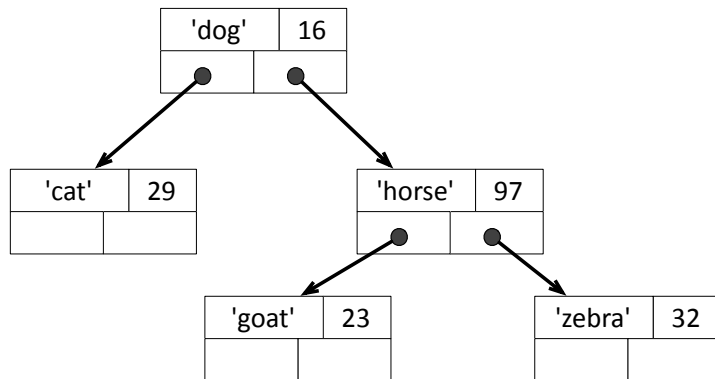 'dog' 16
'cat' 29
'horse' 97
'goat' 23
'zebra' 32